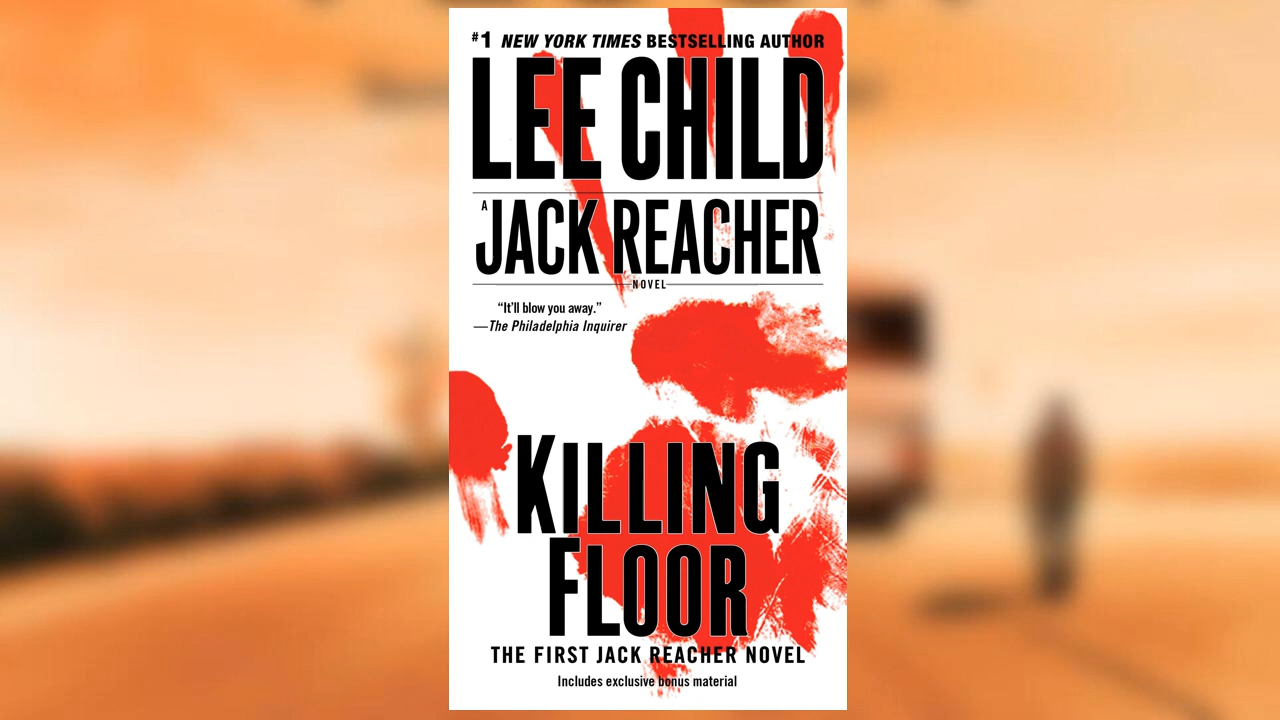 #1 NEW YORK TIMES BESTSELLING AUTHOR
LEE CHILD
A
JACK REACHER
NOVEL
“It’ll blow you away.”
—The Philadelphia Inquirer
KILLING
FLOOR
THE FIRST JACK REACHER NOVEL
Includes exclusive bonus material